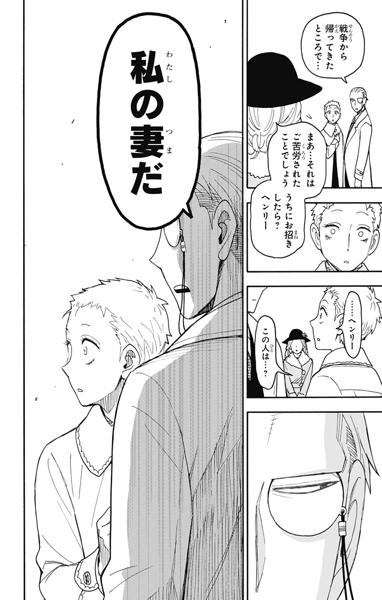 戦争から
帰ってきた
ところで…
まあ…それは
ご苦労された
ことでしょう
うちにお招き
したら?
ヘンリー
……ヘンリー
この人は…?
私の妻だ